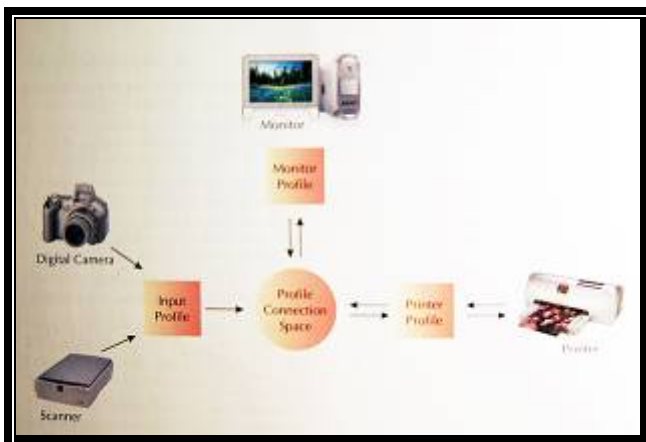 Monitor
Monitor
Profile
Digital Camera
Input
Profile
Profile
Connection
Space
Printer
Profile
Printer
Scanner